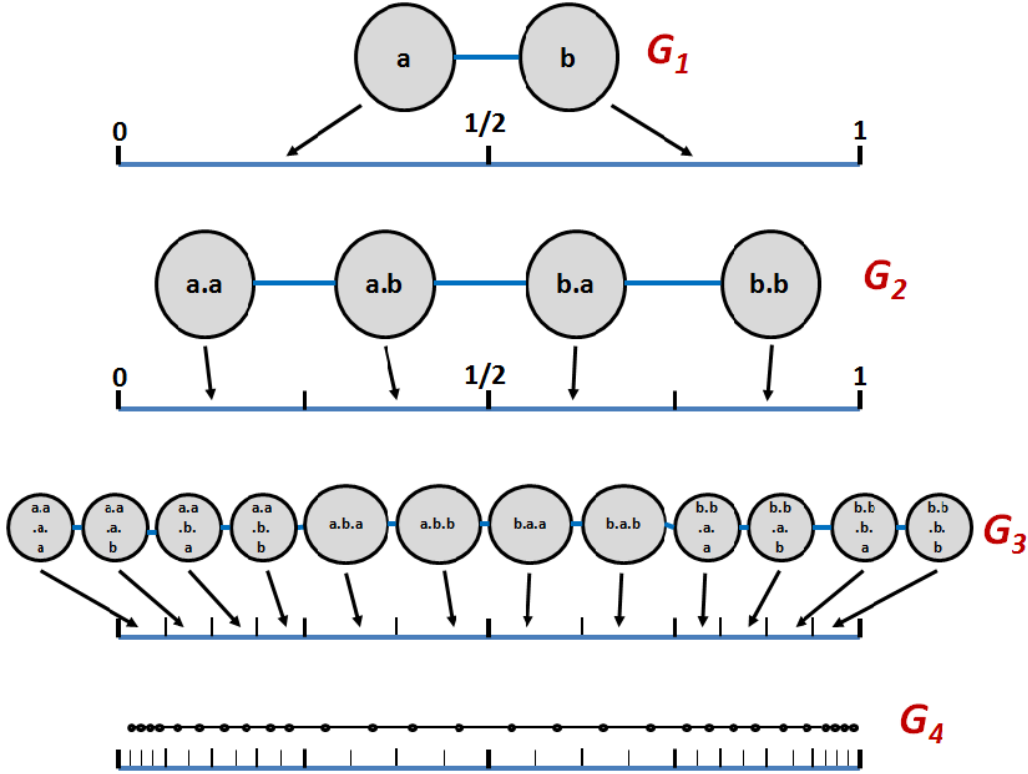 a b G1
0 1/2 1
a.a a.b b.a b.b G2
0 1/2 1
a.a a.a a.a a.a b.b b.b b.b b.b
.a. .a. .b. .b. a.b.a a.b.b b.a.a b.a.b .a. .a. .b. .b. G3
a b a b a b a b
G4